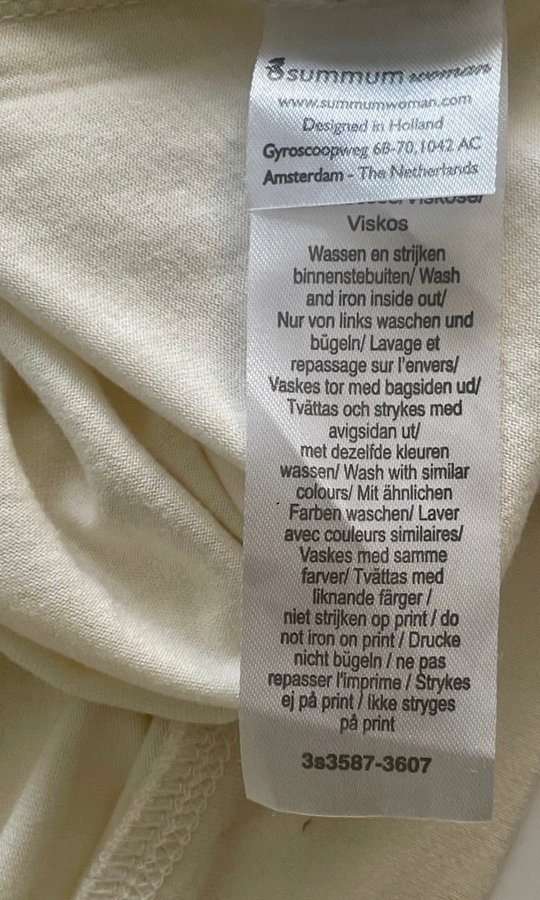 summum woman
www.summumwoman.com
Designed in Holland
Gyroscoopweg 6B-70, 1042 AC
Amsterdam - The Netherlands
Viskos
Wassen en strijken
binnenstebuiten/ Wash
and iron inside out/
Nur von links waschen und
bügeln/ Lavage et
repassage sur l'envers/
Vaskes tor med bagsiden ud/
Tvättas och strykes med
avigsidan ut/
met dezelfde kleuren
wassen/ Wash with similar
colours/ Mit ähnlichen
Farben waschen/ Laver
avec couleurs similaires/
Vaskes med samme
farver/ Tvättas med
liknande färger /
niet strijken op print / do
not iron on print / Drucke
nicht bügeln / ne pas
repasser l'imprime / Strykes
ej på print / Ikke stryges
på print
3s3587-3607